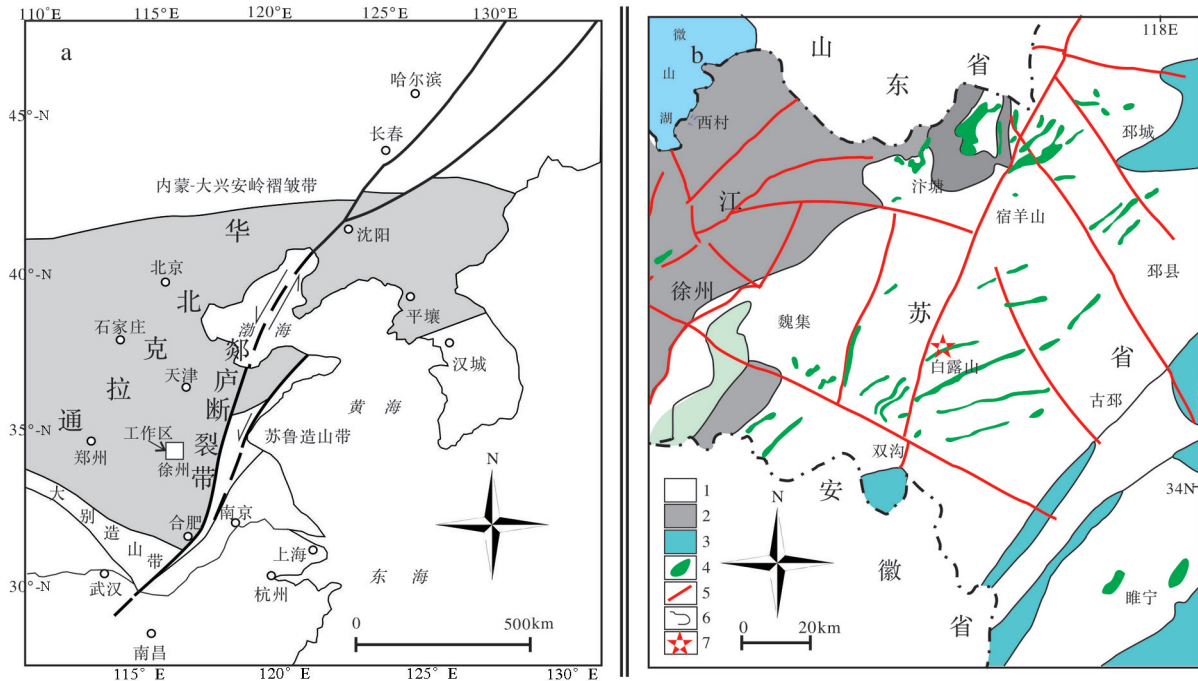 110°E 115°E 120°E 125°E 130°E
a
45°-N
40°-N
35°-N
30°-N
哈尔滨
长春
内蒙-大兴安岭褶皱带
沈阳
华北克拉通
北京
石家庄
天津
渤海
平壤
汉城
郯庐断裂带
黄海
工作区
徐州
郑州
苏鲁造山带
大别造山带
合肥
南京
上海
武汉
杭州
东海
南昌
N
0 500km
115° E 120° E 125° E 130° E
b
118E
微山湖
山东省
西村
邳城
汴塘
江苏省
宿羊山
徐州
邳县
魏集
白露山
古邳
双沟
34N
安徽省
睢宁
N
0 20km
1
2
3
4
5
6
7